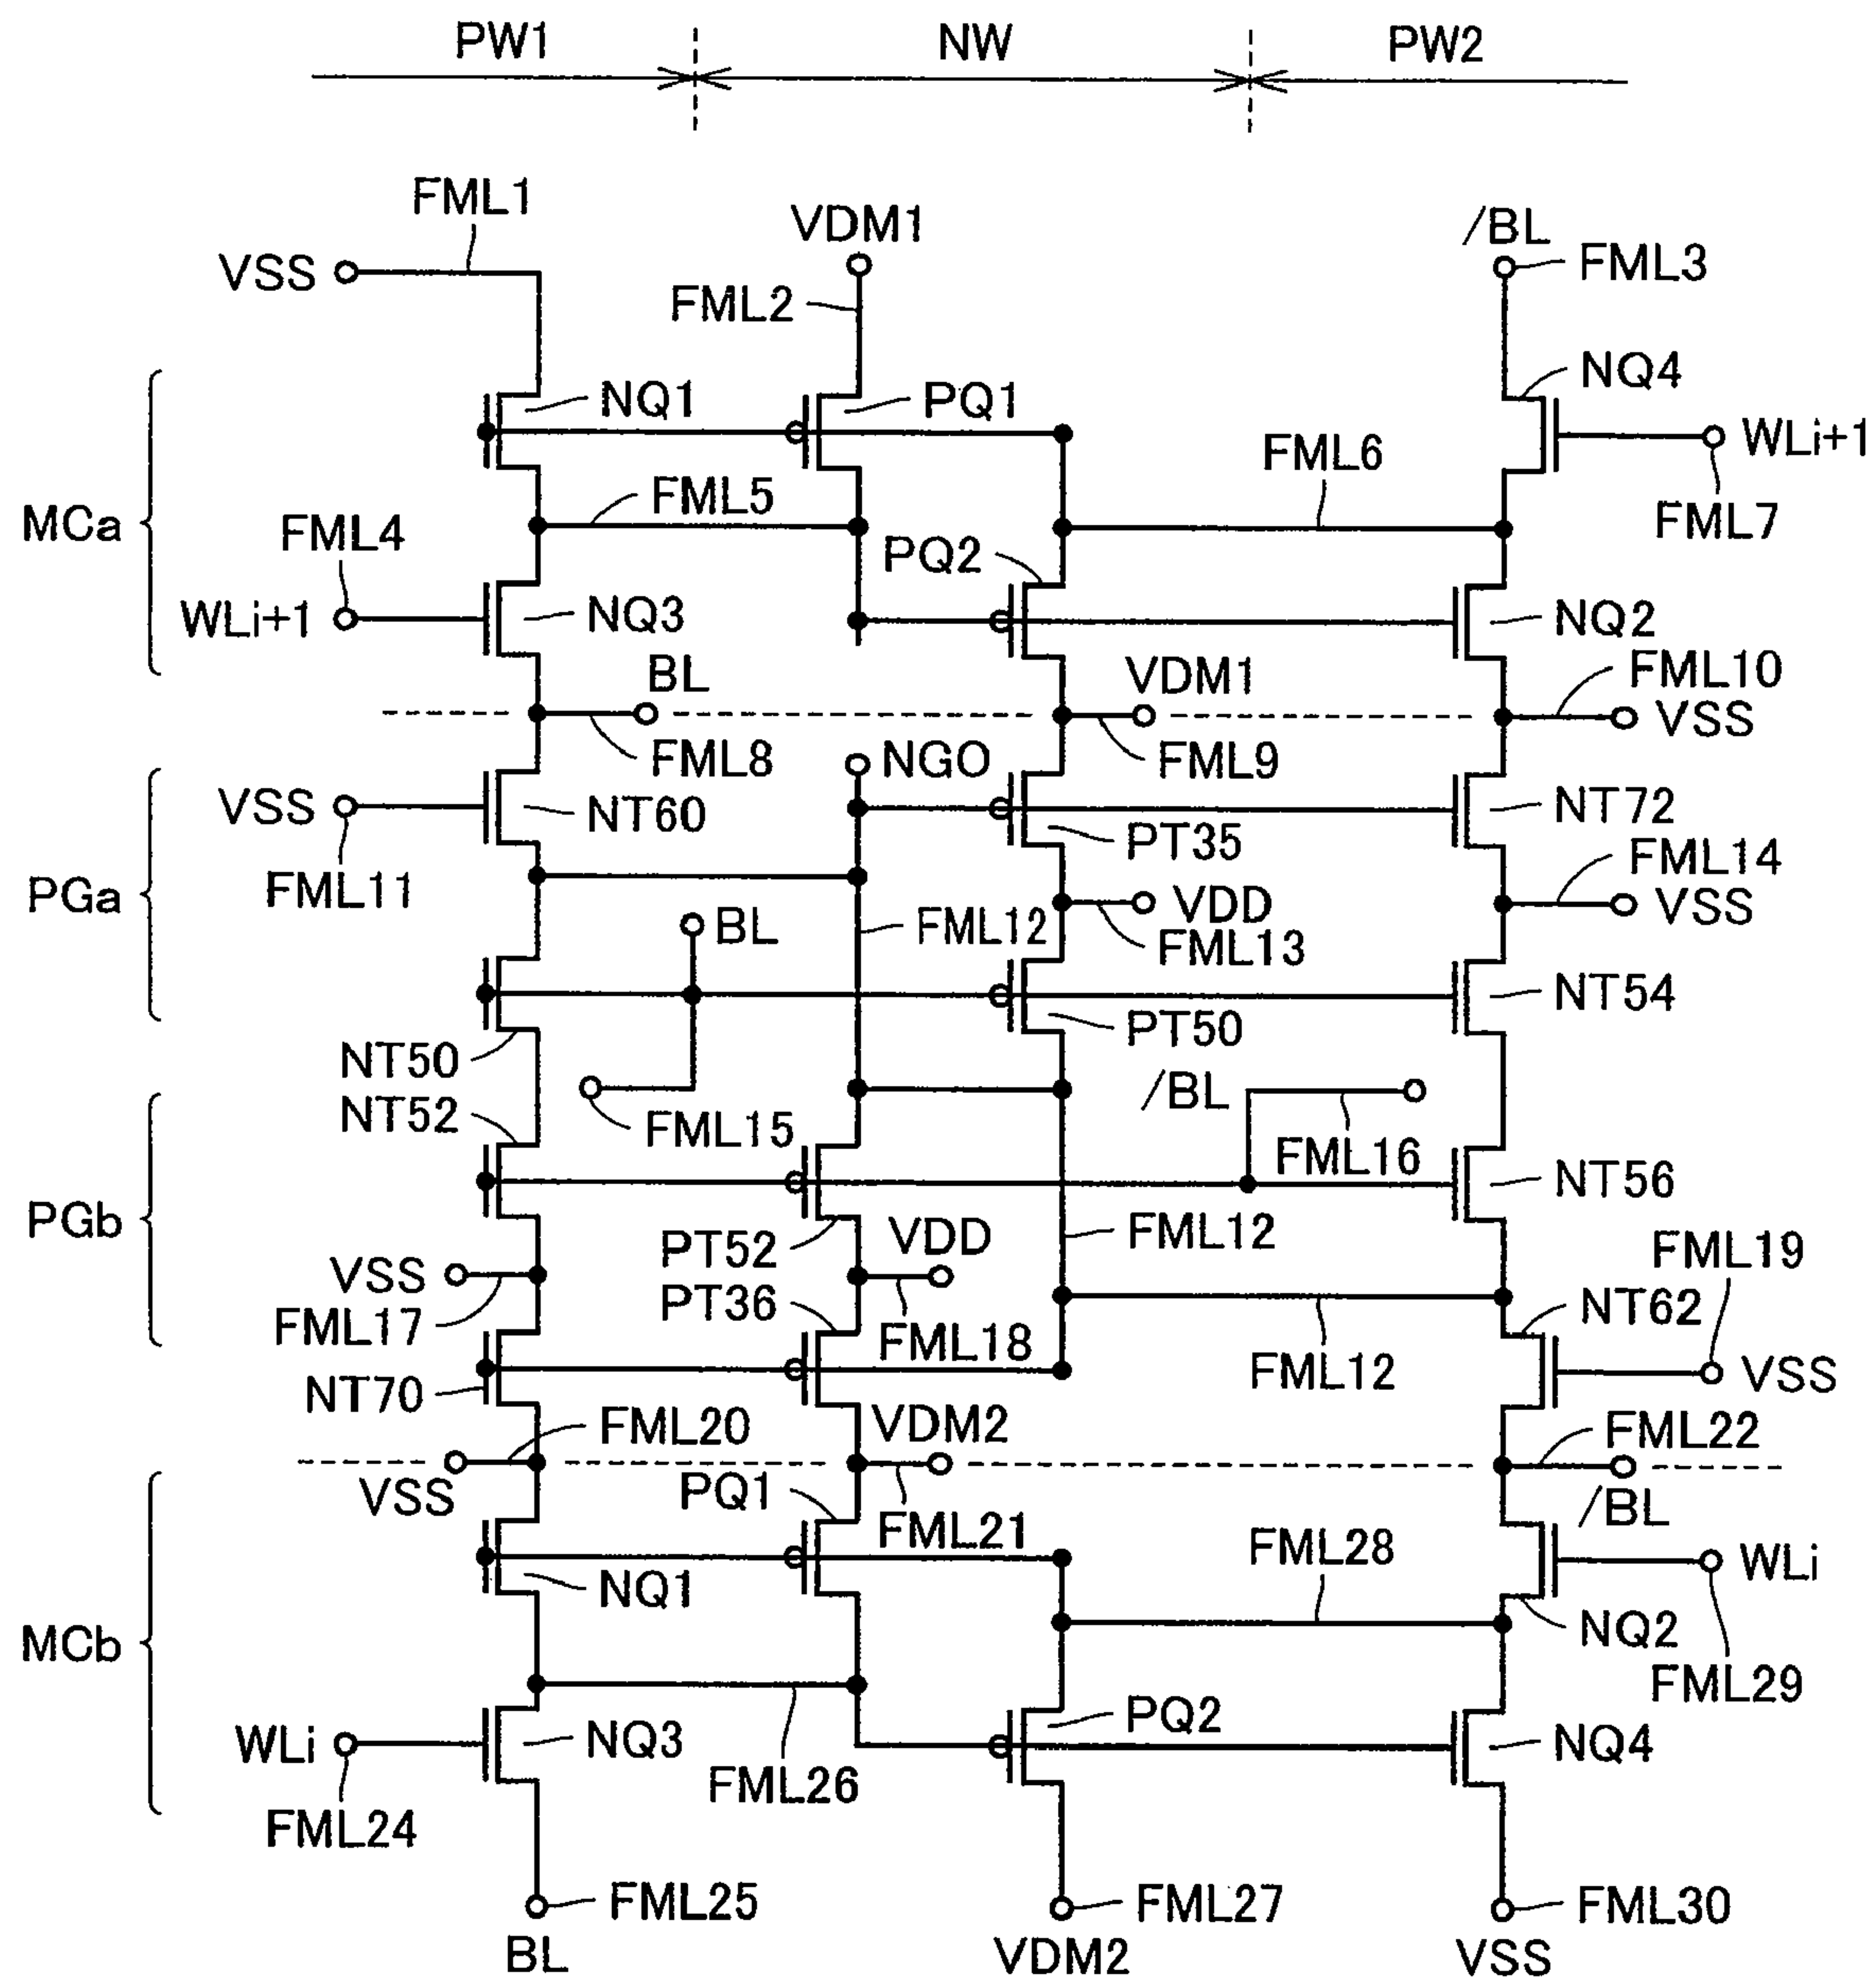 PW1 NW PW2
FML1
VDM1
/BL
VSS
FML3
FML2
NQ4
NQ1
PQ1
WLi+1
FML6
FML5
MCa
FML4
FML7
PQ2
WLi+1
NQ3
NQ2
BL
VDM1
FML10
VSS
FML8
NGO
FML9
VSS
NT60
NT72
PT35
FML14
FML11
PGa
VDD
VSS
BL
FML12
FML13
NT54
PT50
NT50
/BL
NT52
FML15
FML16
NT56
PGb
FML12
PT52
VDD
FML19
VSS
PT36
NT62
FML17
FML18
FML12
VSS
NT70
FML20
VDM2
FML22
VSS
PQ1
/BL
FML21
FML28
WLi
NQ1
NQ2
MCb
FML29
PQ2
WLi
NQ3
NQ4
FML26
FML24
FML25
FML27
FML30
BL
VDM2
VSS